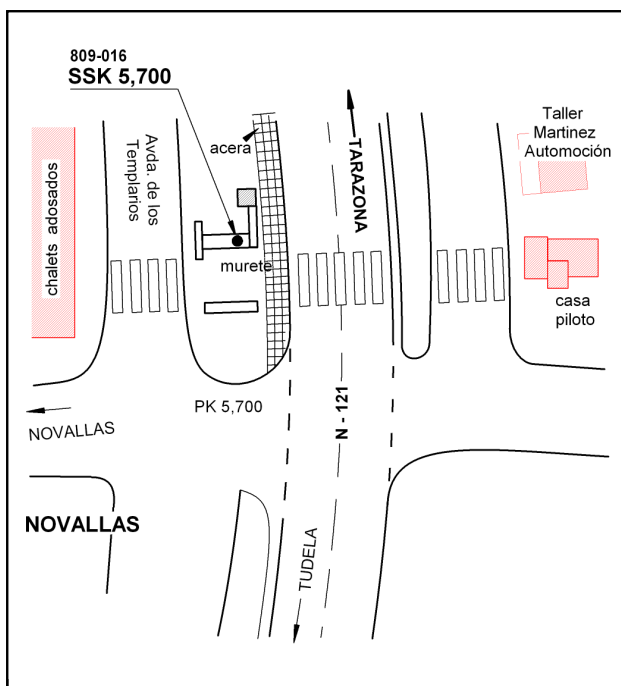 809-016
SSK 5,700
Avda. de los
Templarios
acera
TARAZONA
Taller
Martinez
Automoción
chalets adosados
murete
casa
piloto
PK 5,700
NOVALLAS
N - 121
NOVALLAS
TUDELA